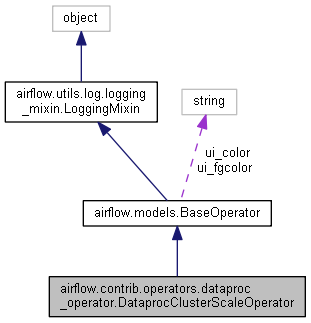 object
airflow.utils.log.logging
_mixin.LoggingMixin
string
ui_color
ui_fgcolor
airflow.models.BaseOperator
airflow.contrib.operators.dataproc
_operator.DataprocClusterScaleOperator